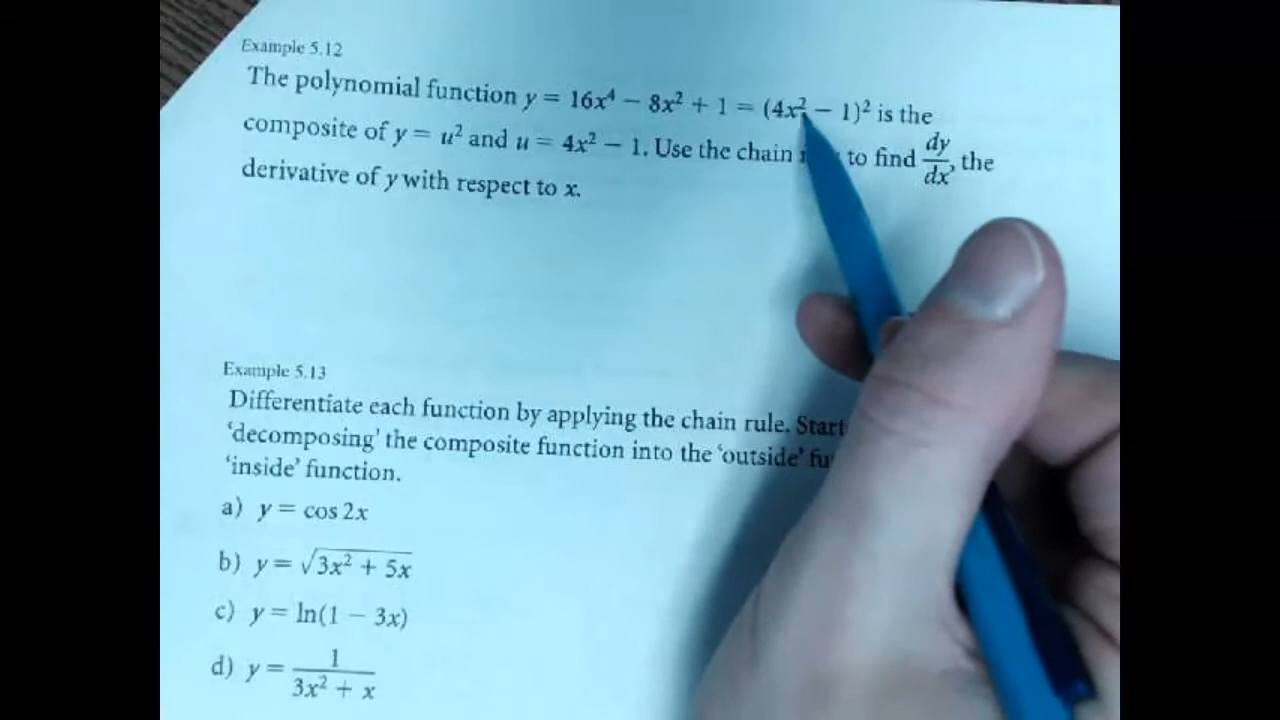 Example 5.12
The polynomial function y = 16x⁴ − 8x² + 1 = (4x² − 1)² is the
composite of y = u² and u = 4x² − 1. Use the chain to find dy/dx, the
derivative of y with respect to x.
Example 5.13
Differentiate each function by applying the chain rule. Start
‘decomposing’ the composite function into the ‘outside’
‘inside’ function.
a) y = cos 2x
b) y = √(3x² + 5x)
c) y = ln(1 − 3x)
d) y = 1/(3x² + x)